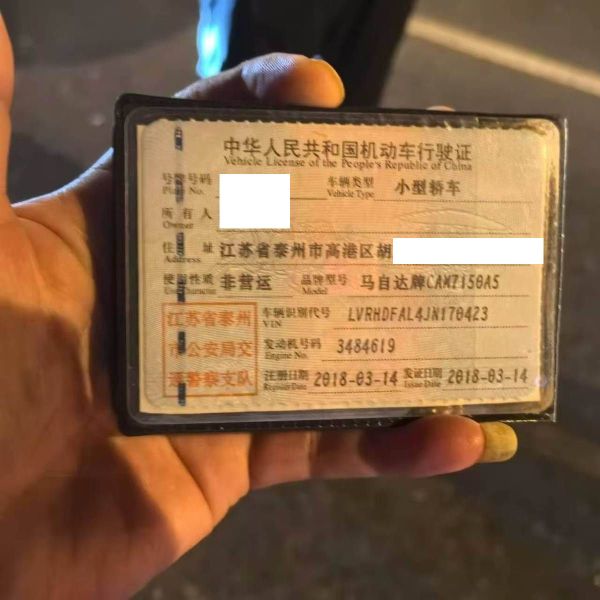 中华人民共和国机动车行驶证
Vehicle License of the People's Republic of China
号牌号码 车辆类型 小型轿车
Plate No. Vehicle Type
所有人
Owner
住址 江苏省泰州市高港区胡
Address
使用性质 非营运 品牌型号 马自达牌CAM7150A5
Use Character Model
江苏省泰州 车辆识别代号 LVRHDFAL4JN170423
VIN
市公安局交 发动机号码 3484619
Engine No.
通警察支队 注册日期 2018-03-14 发证日期 2018-03-14
Register Date Issue Date